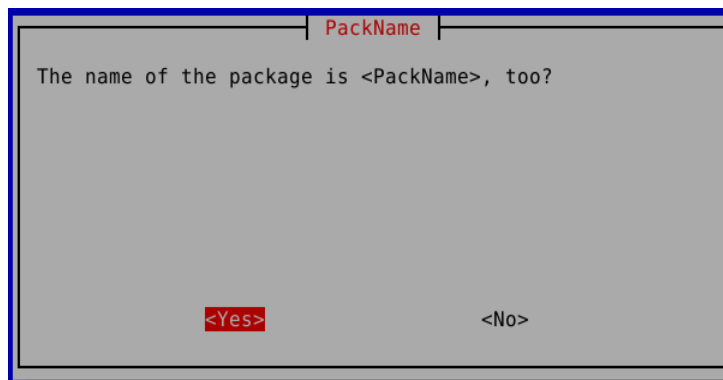 PackName
The name of the package is <PackName>, too?
<Yes> <No>